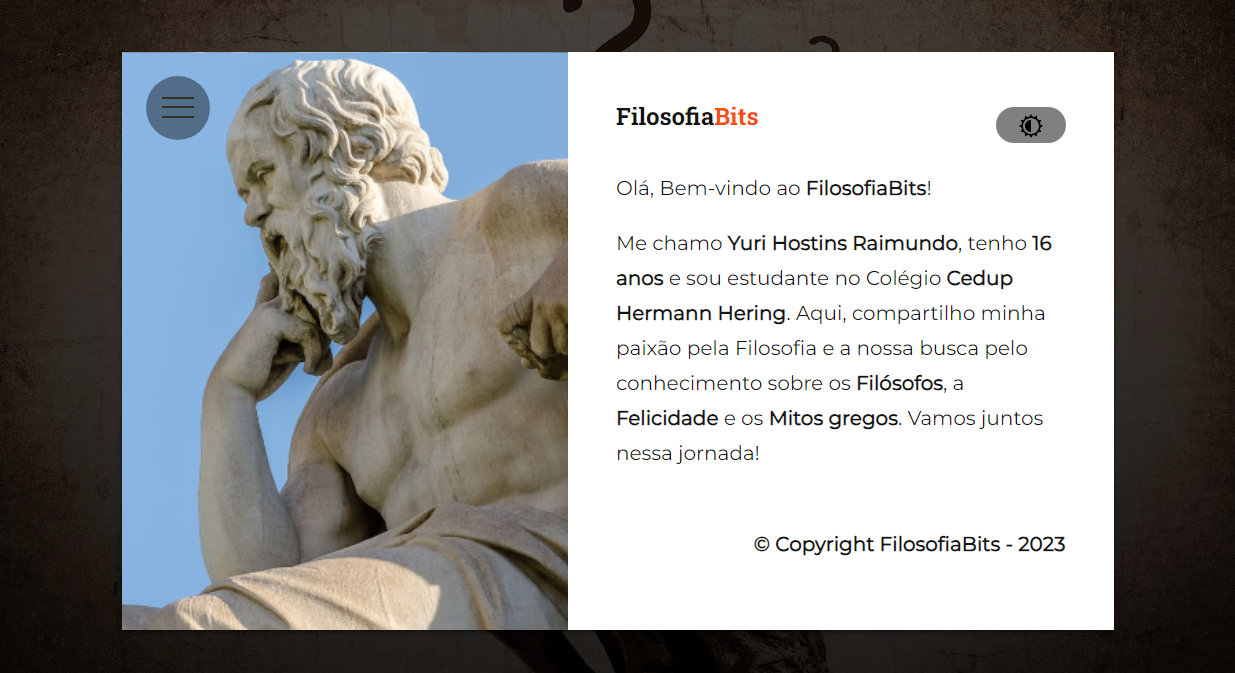 FilosofiaBits
Olá, Bem-vindo ao FilosofiaBits!
Me chamo Yuri Hostins Raimundo, tenho 16
anos e sou estudante no Colégio Cedup
Hermann Hering. Aqui, compartilho minha
paixão pela Filosofia e a nossa busca pelo
conhecimento sobre os Filósofos, a
Felicidade e os Mitos gregos. Vamos juntos
nessa jornada!
© Copyright FilosofiaBits - 2023